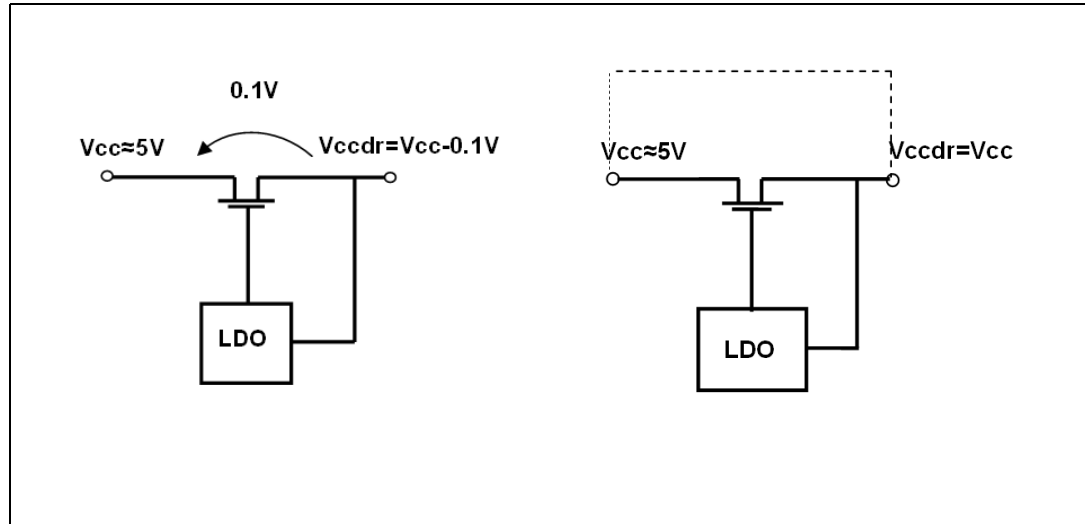 0.1V
Vcc≈5V
Vccdr=Vcc-0.1V
LDO
Vcc≈5V
Vccdr=Vcc
LDO